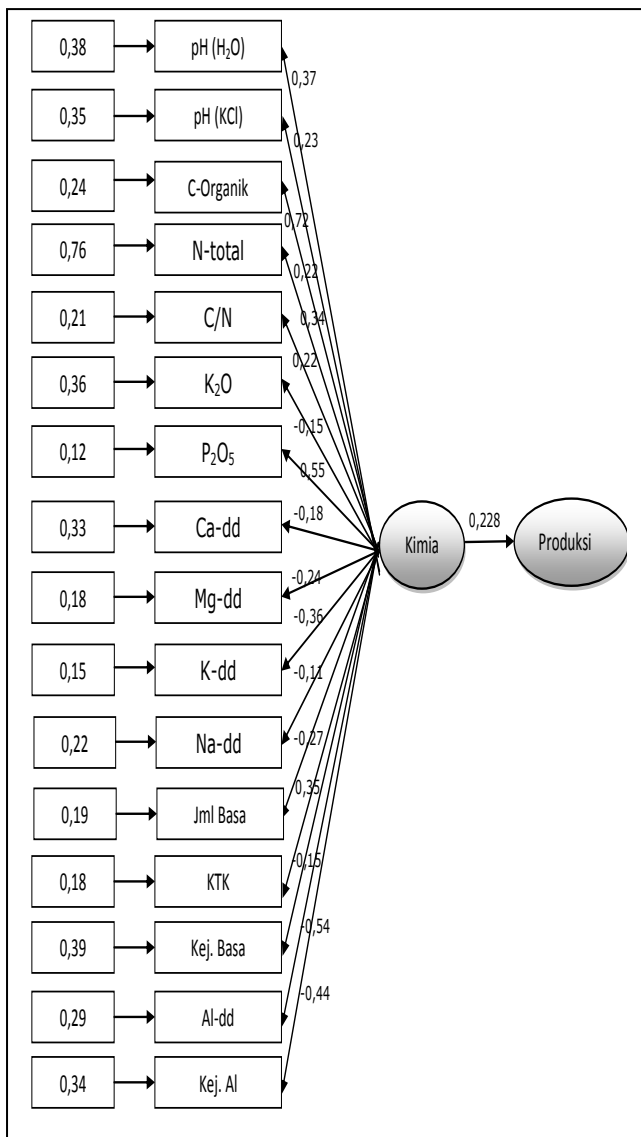 0,38 pH (H₂O)
0,37
0,35 pH (KCl)
0,23
0,24 C-Organik
0,72
0,76 N-total
0,22
0,21 C/N
0,34
0,22
0,36 K₂O
-0,15
0,12 P₂O₅
0,55
-0,18
0,33 Ca-dd
Kimia 0,228 Produksi
-0,24
0,18 Mg-dd
-0,36
0,15 K-dd
-0,11
0,22 Na-dd
-0,27
0,35
0,19 Jml Basa
-0,15
0,18 KTK
-0,54
0,39 Kej. Basa
-0,44
0,29 Al-dd
0,34 Kej. Al